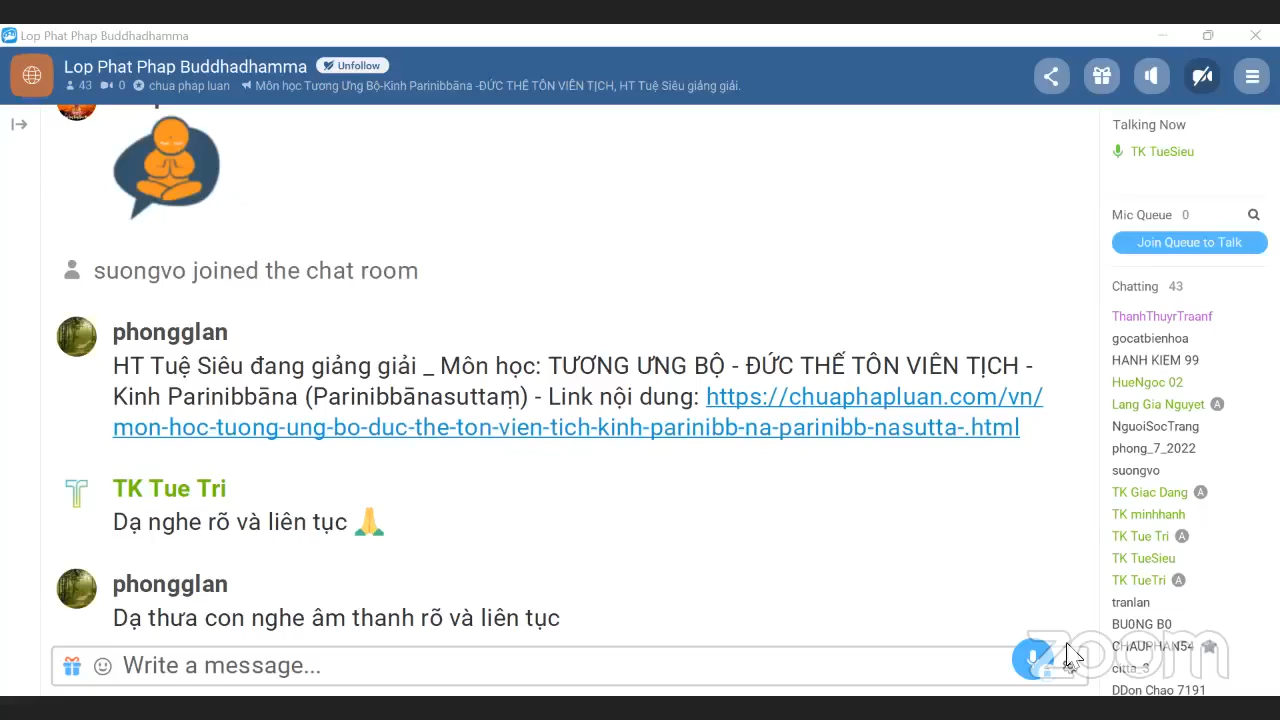 Lop Phat Phap Buddhadhamma
Lop Phat Phap Buddhadhamma Unfollow
43 0 chua phap luan Môn học Tương Ưng Bộ-Kinh Parinibbāna -ĐỨC THẾ TÔN VIÊN TỊCH, HT Tuệ Siêu giảng giải.
suongvo joined the chat room
phongglan
HT Tuệ Siêu đang giảng giải _ Môn học: TƯƠNG ƯNG BỘ - ĐỨC THẾ TÔN VIÊN TỊCH -
Kinh Parinibbāna (Parinibbānasuttaṃ) - Link nội dung: https://chuaphapluan.com/vn/
mon-hoc-tuong-ung-bo-duc-the-ton-vien-tich-kinh-parinibb-na-parinibb-nasutta-.html
TK Tue Tri
Dạ nghe rõ và liên tục 🙏
phongglan
Dạ thưa con nghe âm thanh rõ và liên tục
Write a message...
Talking Now
TK TueSieu
Mic Queue 0
Join Queue to Talk
Chatting 43
ThanhThuyrTraanf
gocatbienhoa
HANH KIEM 99
HueNgoc 02
Lang Gia Nguyet A
NguoiSocTrang
phong_7_2022
suongvo
TK Giac Dang A
TK minhhanh
TK Tue Tri A
TK TueSieu
TK TueTri A
tranlan
BU0NG B0
CHAUPHAN54
citta_3
DDon Chao 7191
zoom